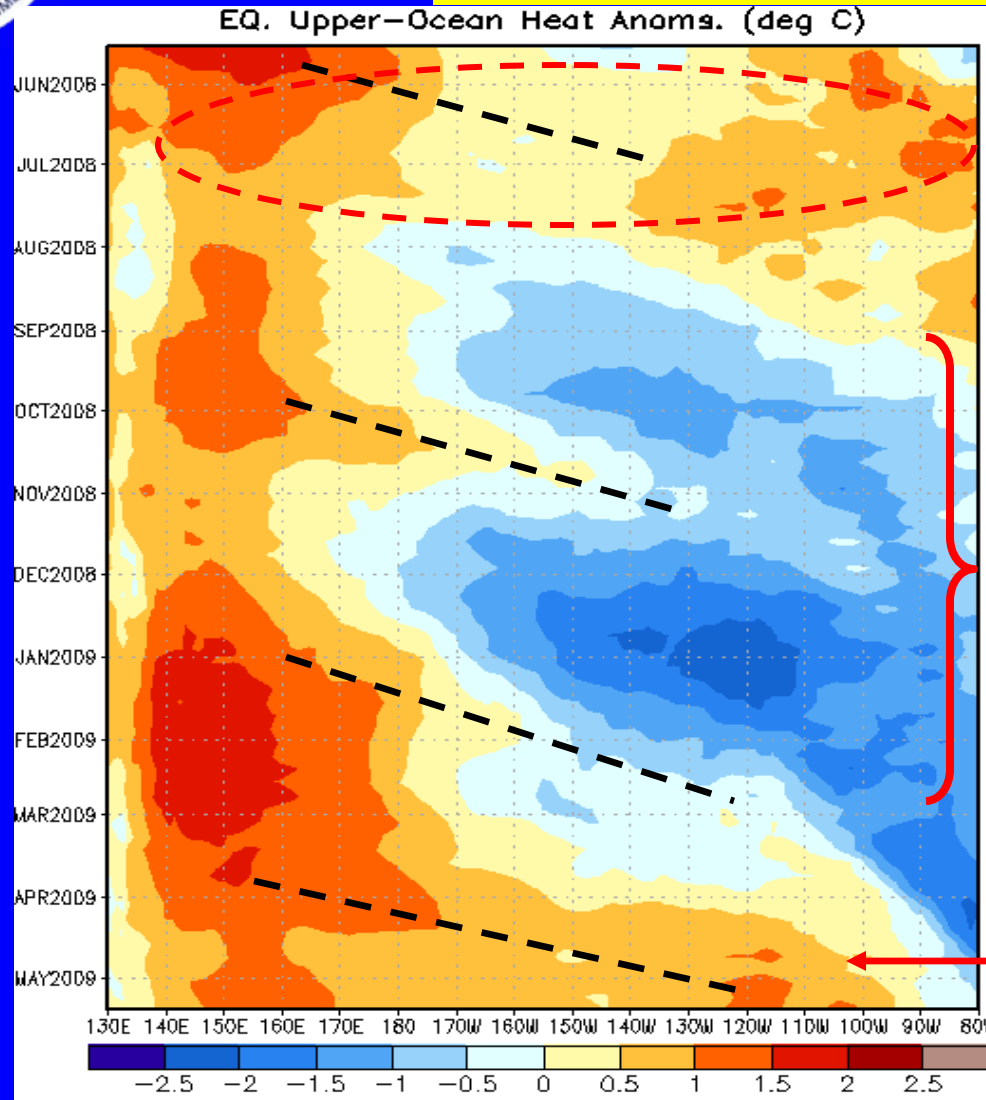 EQ. Upper-Ocean Heat Anoms. (deg C)
JUN2008
JUL2008
AUG2008
SEP2008
OCT2008
NOV2008
DEC2008
JAN2009
FEB2009
MAR2009
APR2009
MAY2009
130E 140E 150E 160E 170E 180 170W 160W 150W 140W 130W 120W 110W 100W 90W 80W
-2.5 -2 -1.5 -1 -0.5 0 0.5 1 1.5 2 2.5